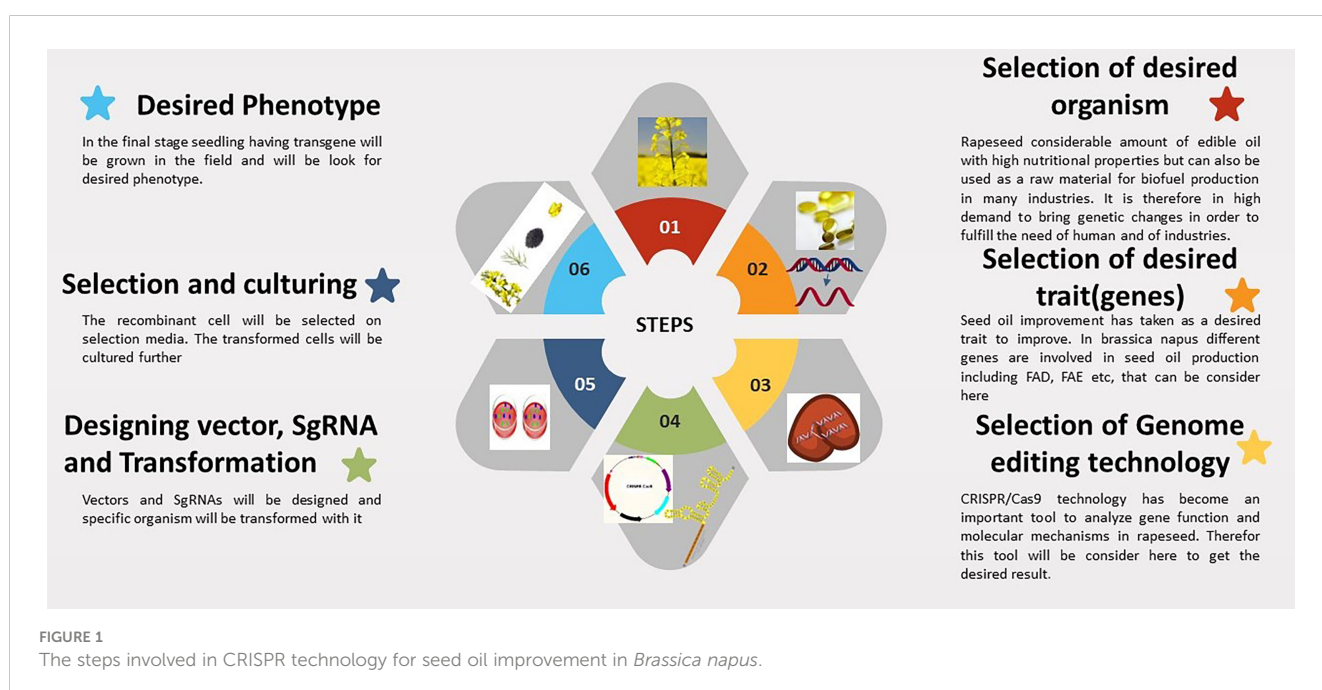 Desired Phenotype
In the final stage seedling having transgene will
be grown in the field and will be look for
desired phenotype.
Selection and culturing
The recombinant cell will be selected on
selection media. The transformed cells will be
cultured further
Designing vector, SgRNA
and Transformation
Vectors and SgRNAs will be designed and
specific organism will be transformed with it
01
02
03
04
05
06
STEPS
CRISPR Cas9
Selection of desired
organism
Rapeseed considerable amount of edible oil
with high nutritional properties but can also be
used as a raw material for biofuel production
in many industries. It is therefore in high
demand to bring genetic changes in order to
fulfill the need of human and of industries.
Selection of desired
trait(genes)
Seed oil improvement has taken as a desired
trait to improve. In brassica napus different
genes are involved in seed oil production
including FAD, FAE etc, that can be consider
here
Selection of Genome
editing technology
CRISPR/Cas9 technology has become an
important tool to analyze gene function and
molecular mechanisms in rapeseed. Therefor
this tool will be consider here to get the
desired result.
FIGURE 1
The steps involved in CRISPR technology for seed oil improvement in Brassica napus.